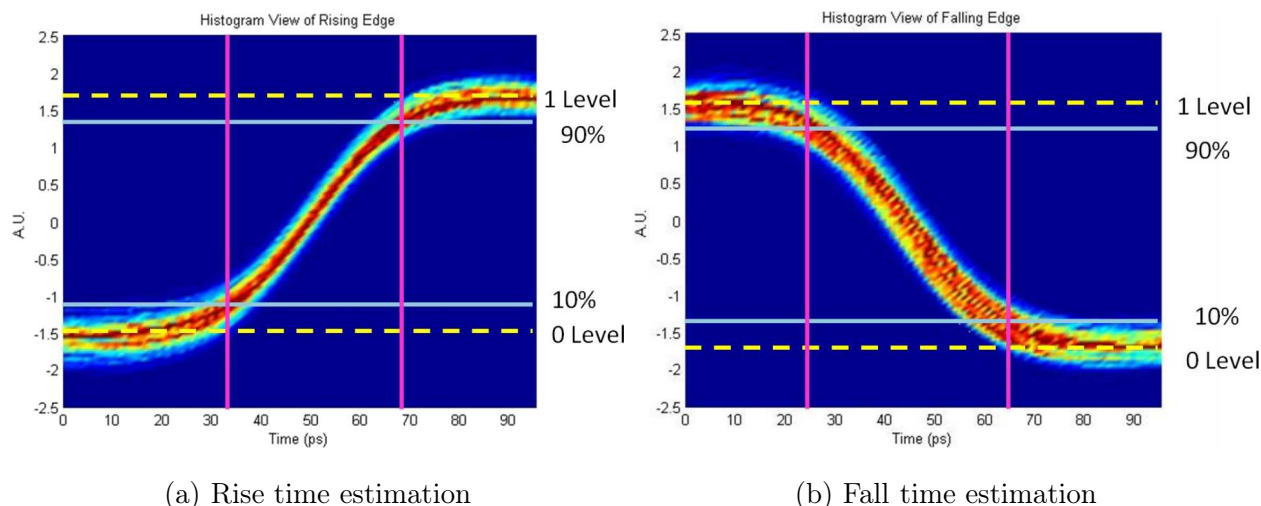 Histogram View of Rising Edge
2.5
2
1.5
1
0.5
0
-0.5
-1
-1.5
-2
-2.5
A.U.
0 10 20 30 40 50 60 70 80 90
Time (ps)
1 Level
90%
10%
0 Level
(a) Rise time estimation
Histogram View of Falling Edge
2.5
2
1.5
1
0.5
0
-0.5
-1
-1.5
-2
-2.5
A.U.
0 10 20 30 40 50 60 70 80 90
Time (ps)
1 Level
90%
10%
0 Level
(b) Fall time estimation